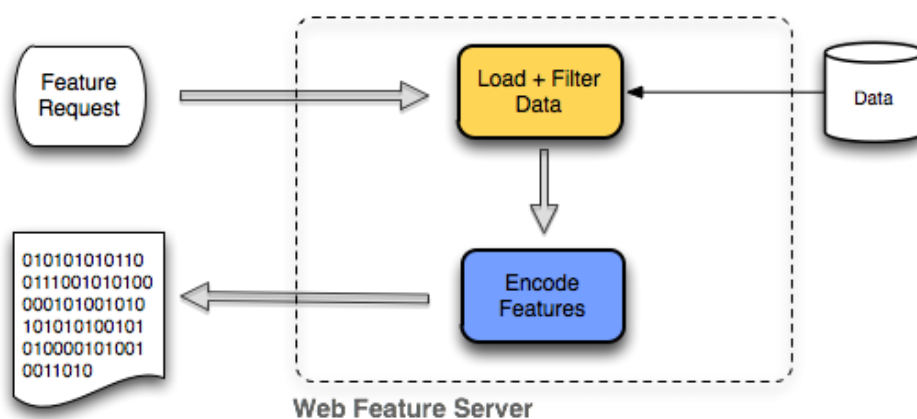 Feature
Request
Load + Filter
Data
Data
010101010110
0111001010100
000101001010
101010100101
010000101001
0011010
Encode
Features
Web Feature Server